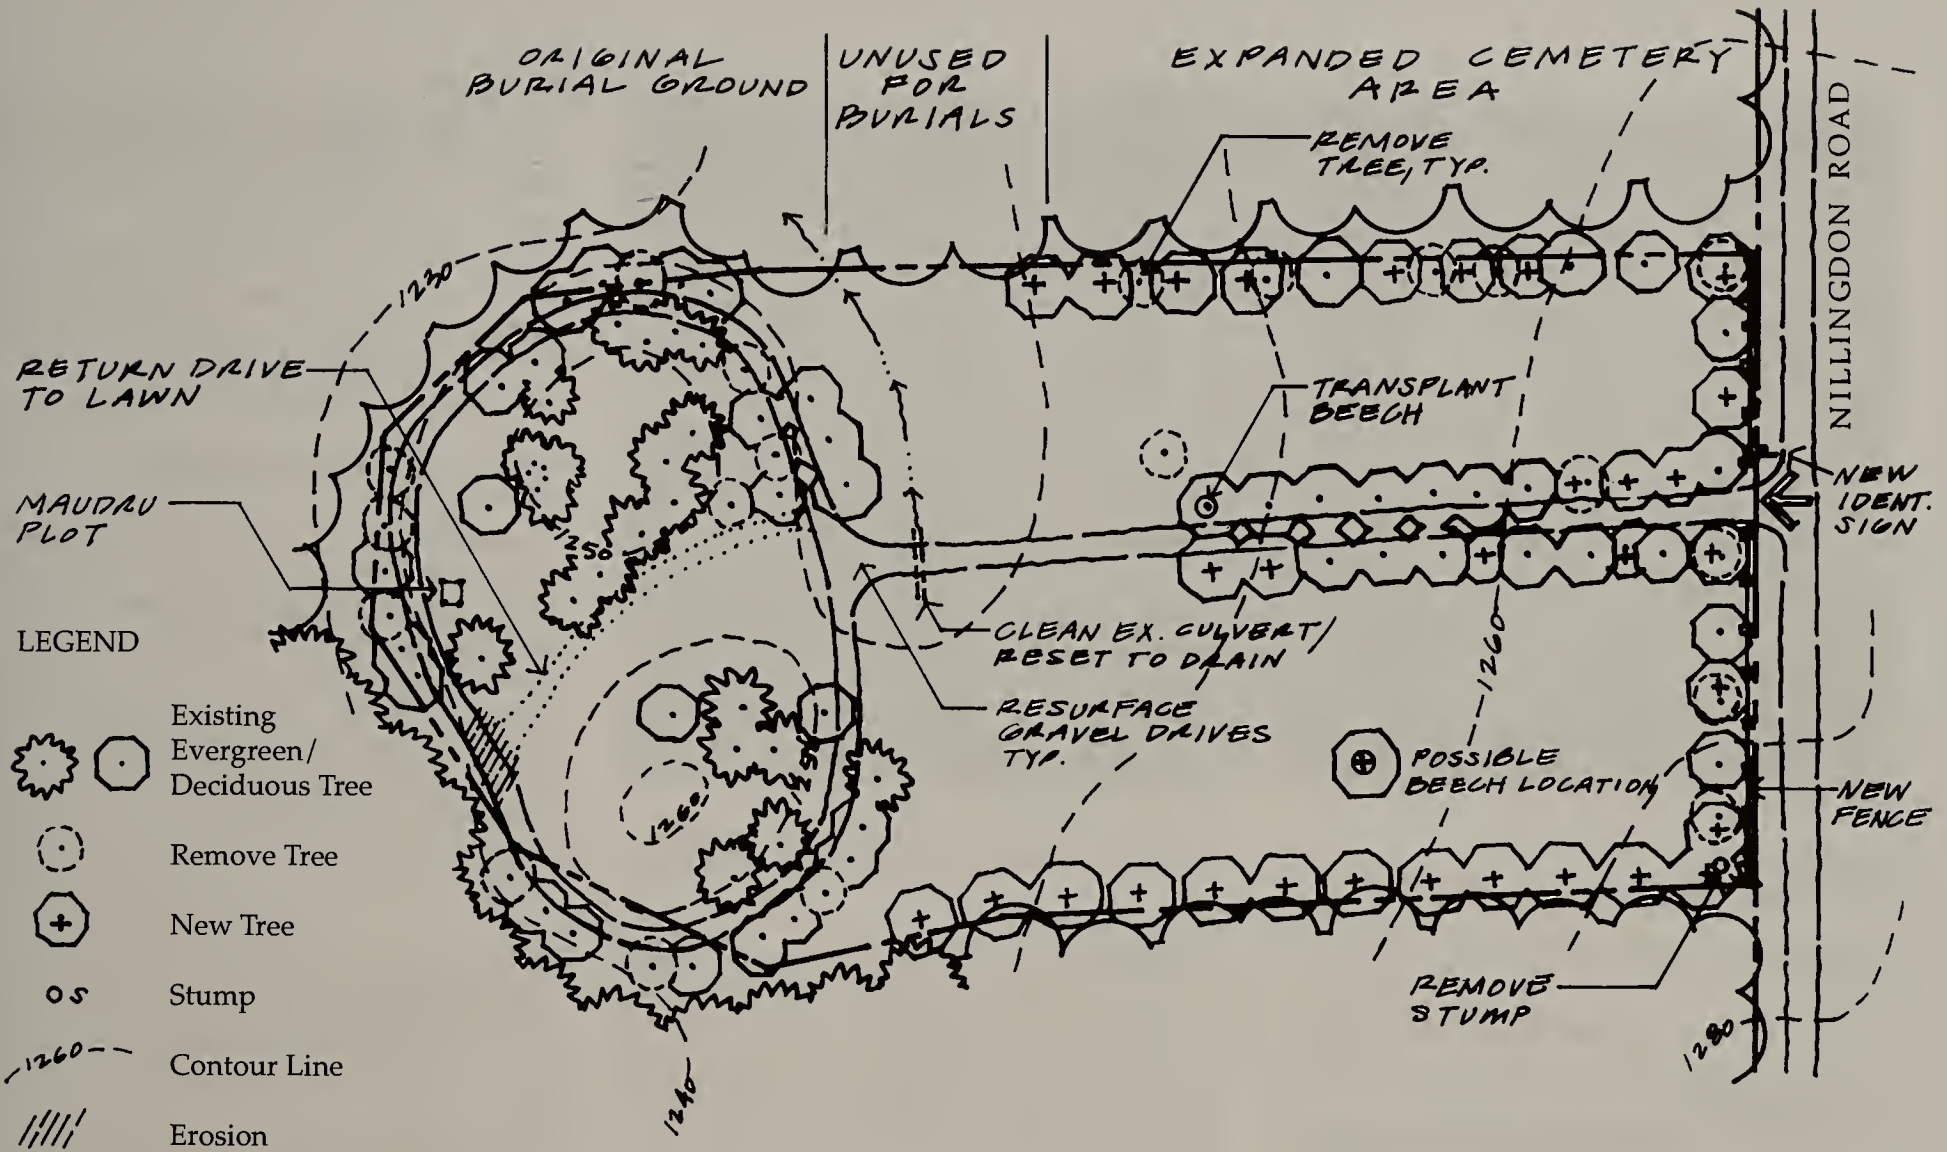 ORIGINAL
BURIAL GROUND
UNUSED
FOR
BURIALS
EXPANDED CEMETERY
AREA
NILLINGDON ROAD
REMOVE
TREE, TYP.
1230
RETURN DRIVE
TO LAWN
TRANSPLANT
BEECH
MAUDRU
PLOT
NEW
IDENT.
SIGN
1250
CLEAN EX. CULVERT/
RESET TO DRAIN
1260
RESURFACE
GRAVEL DRIVES
TYP.
POSSIBLE
BEECH LOCATION
1260
NEW
FENCE
REMOVE
STUMP
1280
1240
LEGEND
Existing
Evergreen/
Deciduous Tree
Remove Tree
New Tree
S
Stump
1260
Contour Line
Erosion